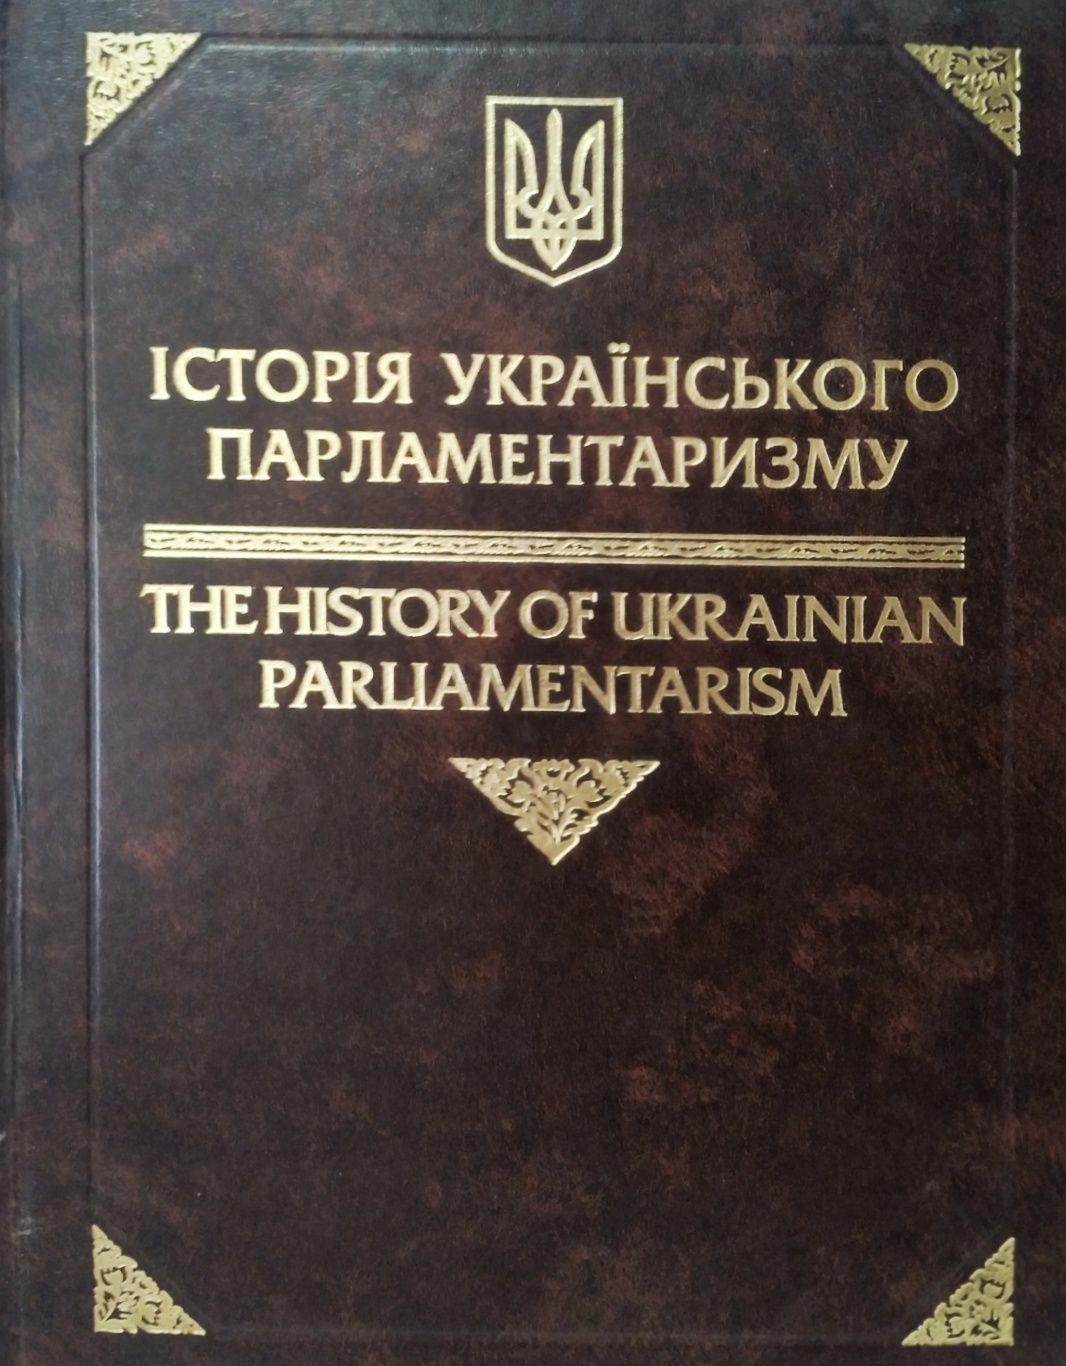 ІСТОРІЯ УКРАЇНСЬКОГО
ПАРЛАМЕНТАРИЗМУ
THE HISTORY OF UKRAINIAN
PARLIAMENTARISM